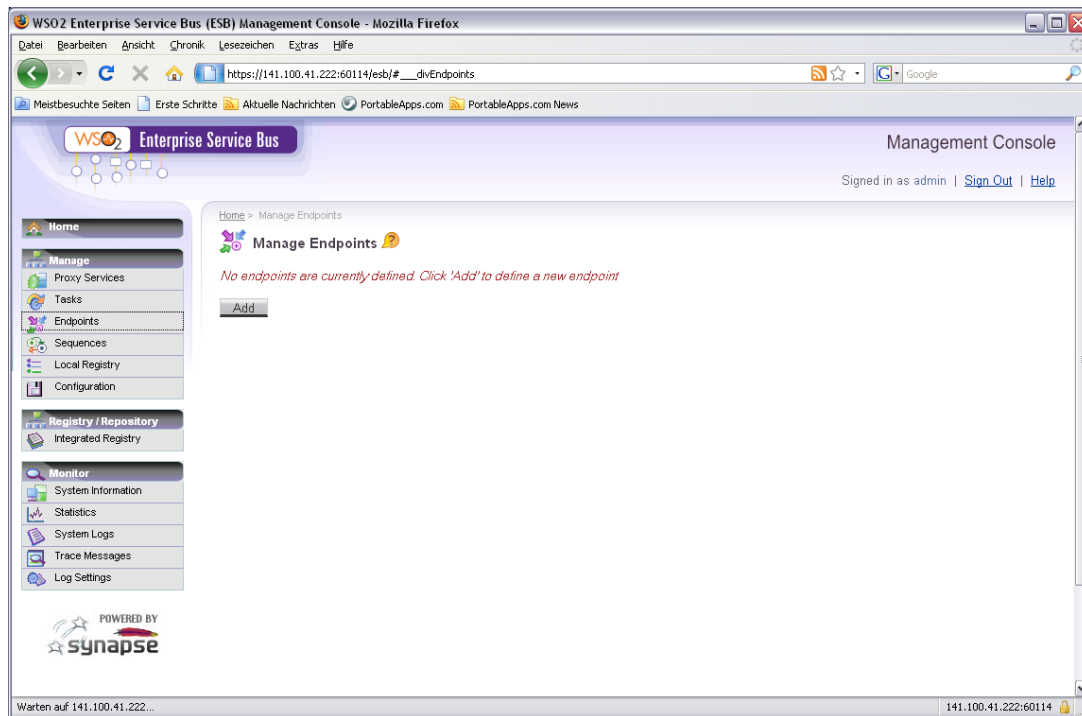 WSO2 Enterprise Service Bus (ESB) Management Console - Mozilla Firefox
Datei Bearbeiten Ansicht Chronik Lesezeichen Extras Hilfe
https://141.100.41.222:60114/esb/#___divEndpoints
G Google
Meistbesuchte Seiten Erste Schritte Aktuelle Nachrichten PortableApps.com PortableApps.com News
WSO2 Enterprise Service Bus
Management Console
Signed in as admin | Sign Out | Help
Home > Manage Endpoints
Manage Endpoints ?
No endpoints are currently defined. Click 'Add' to define a new endpoint
Add
Home
Manage
Proxy Services
Tasks
Endpoints
Sequences
Local Registry
Configuration
Registry / Repository
Integrated Registry
Monitor
System Information
Statistics
System Logs
Trace Messages
Log Settings
POWERED BY
synapse
Warten auf 141.100.41.222...
141.100.41.222:60114